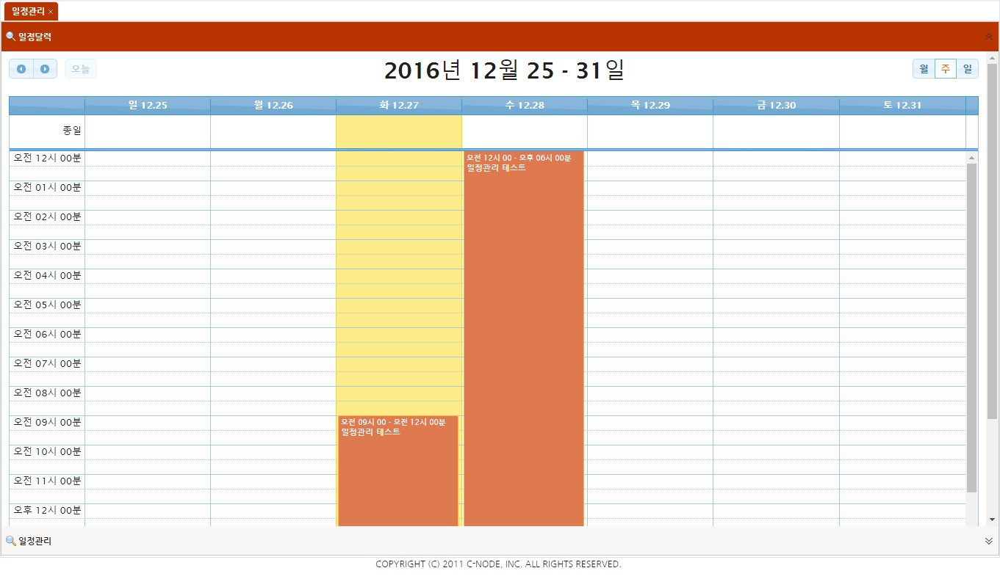 일정관리 ×
일정달력
오늘
2016년 12월 25 - 31일
월 주 일
일 12.25 월 12.26 화 12.27 수 12.28 목 12.29 금 12.30 토 12.31
종일
오전 12시 00분
오전 12시 00 - 오후 06시 00분
일정관리 테스트
오전 01시 00분
오전 02시 00분
오전 03시 00분
오전 04시 00분
오전 05시 00분
오전 06시 00분
오전 07시 00분
오전 08시 00분
오전 09시 00분
오전 09시 00 - 오전 12시 00분
일정관리 테스트
오전 10시 00분
오전 11시 00분
오후 12시 00분
일정관리
COPYRIGHT (C) 2011 C-NODE, INC. ALL RIGHTS RESERVED.